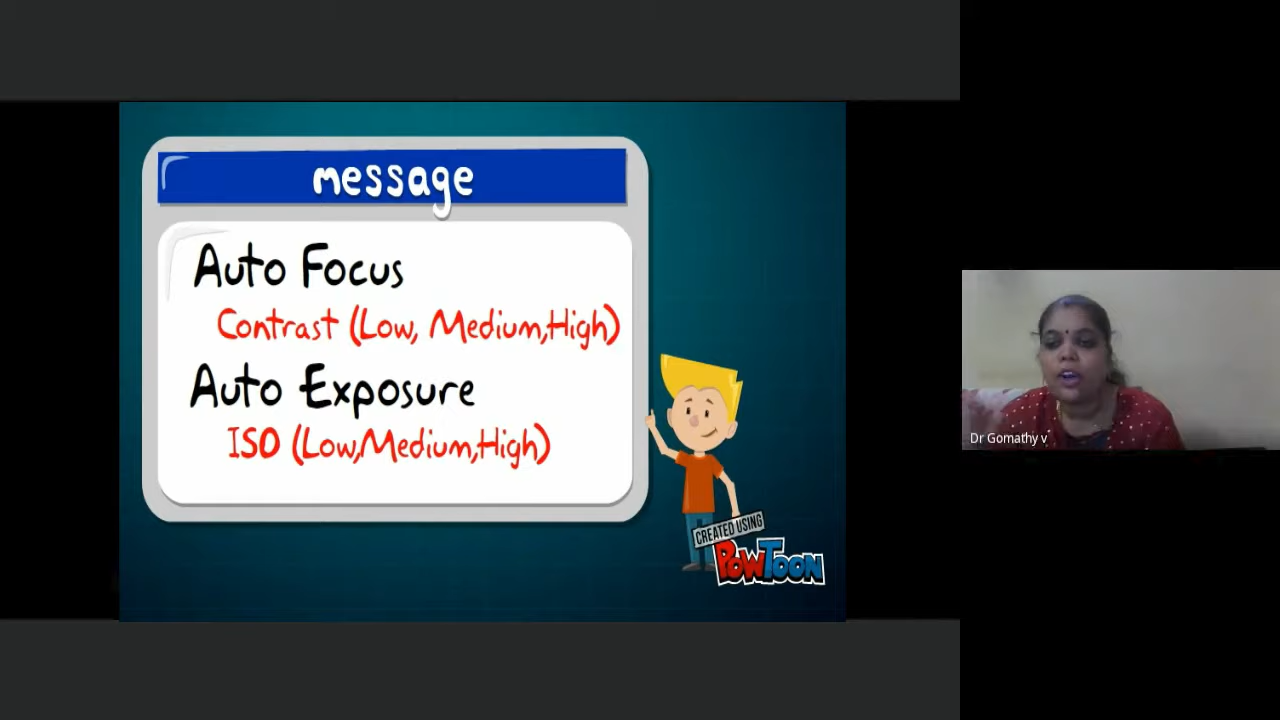 message
Auto Focus
Contrast (Low, Medium,High)
Auto Exposure
ISO (Low,Medium,High)
CREATED USING
POWTOON
Dr Gomathy v